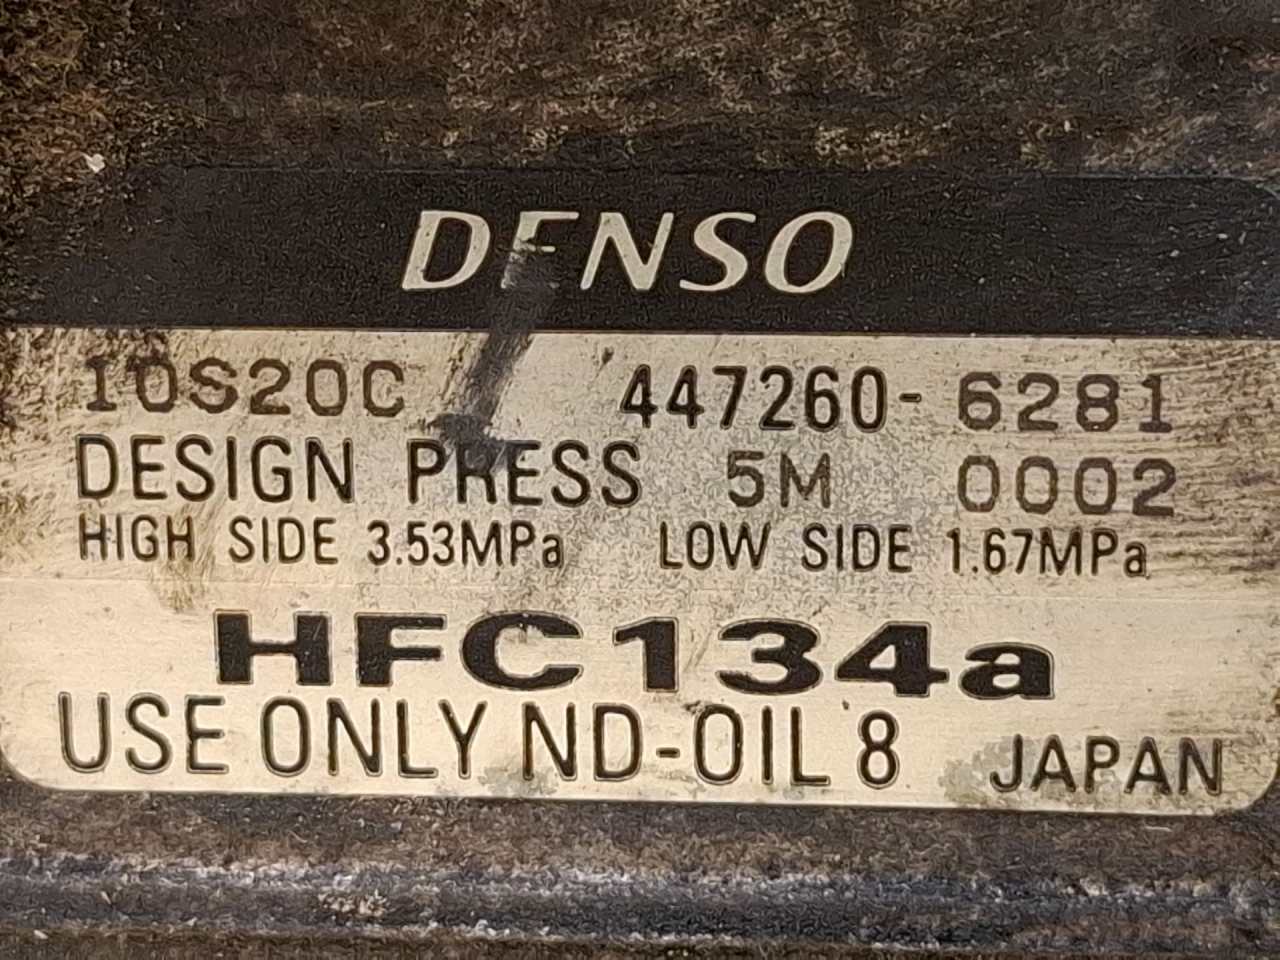 DENSO
10S20C 447260-6281
DESIGN PRESS 5M 0002
HIGH SIDE 3.53MPa LOW SIDE 1.67MPa
HFC134a
USE ONLY ND-OIL 8 JAPAN